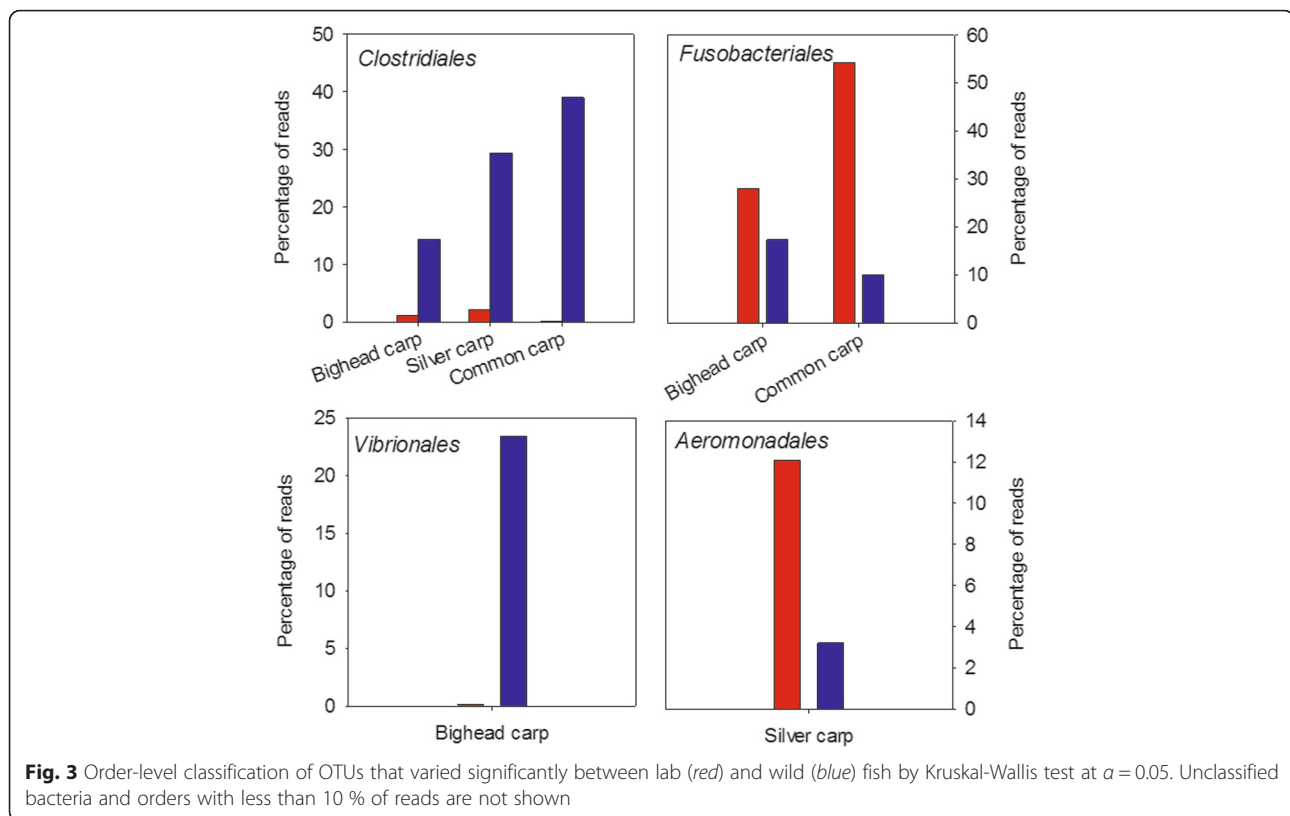 Clostridiales
50
40
30
20
10
0
Percentage of reads
Bighead carp
Silver carp
Common carp
Fusobacteriales
60
50
40
30
20
10
0
Percentage of reads
Bighead carp
Common carp
Vibrionales
25
20
15
10
5
0
Percentage of reads
Bighead carp
Aeromonadales
14
12
10
8
6
4
2
0
Percentage of reads
Silver carp
Fig. 3 Order-level classification of OTUs that varied significantly between lab (red) and wild (blue) fish by Kruskal-Wallis test at α = 0.05. Unclassified
bacteria and orders with less than 10 % of reads are not shown